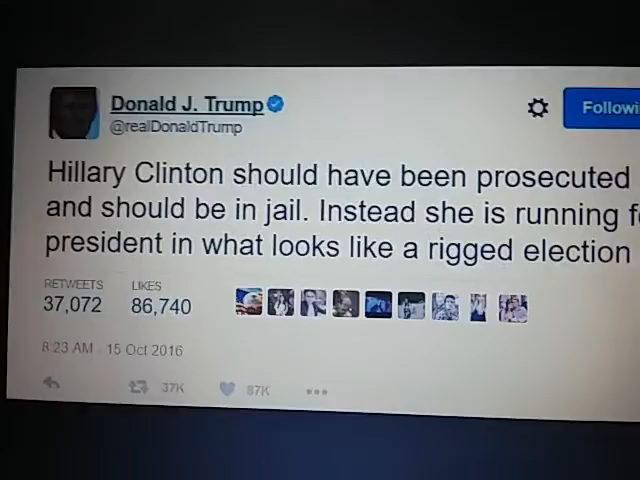 Donald J. Trump
@realDonaldTrump
Hillary Clinton should have been prosecuted
and should be in jail. Instead she is running
president in what looks like a rigged election
RETWEETS LIKES
37,072 86,740
8:23 AM - 15 Oct 2016
37K 87K